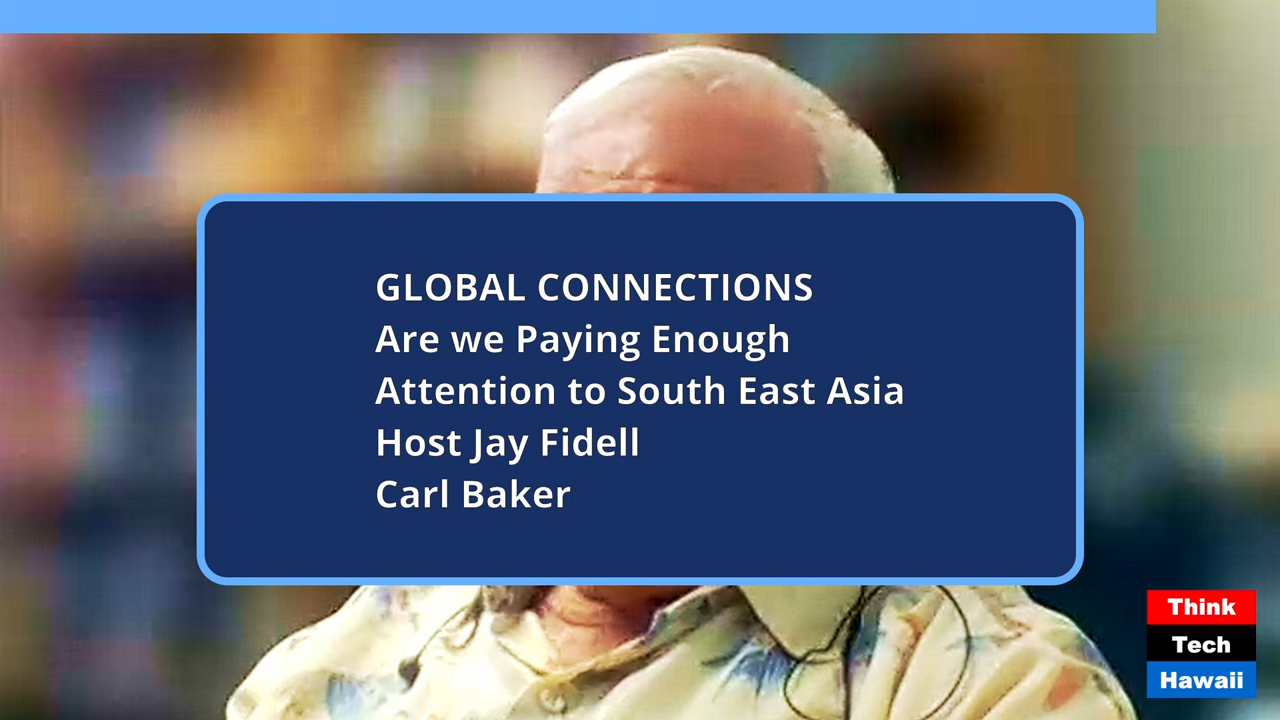 GLOBAL CONNECTIONS
Are we Paying Enough
Attention to South East Asia
Host Jay Fidell
Carl Baker
Think
Tech
Hawaii